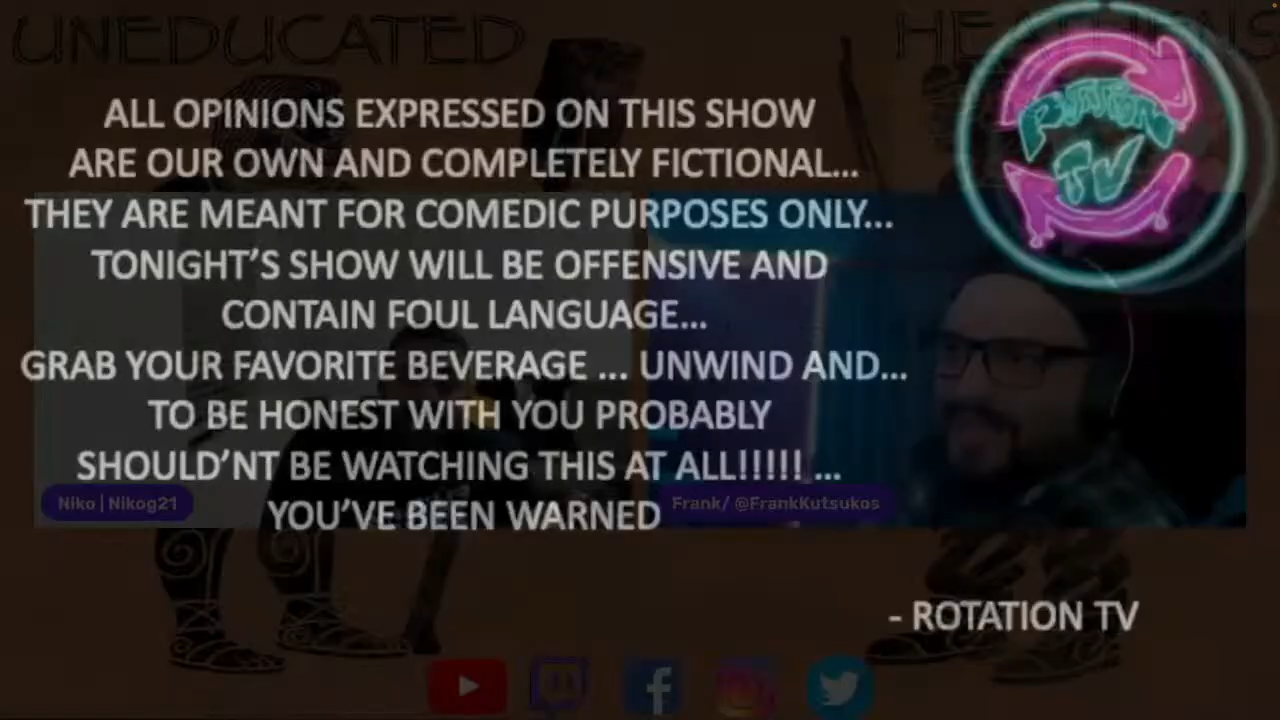 UNEDUCATED HEATHENS
ROTATION
TV
ALL OPINIONS EXPRESSED ON THIS SHOW
ARE OUR OWN AND COMPLETELY FICTIONAL...
THEY ARE MEANT FOR COMEDIC PURPOSES ONLY...
TONIGHT’S SHOW WILL BE OFFENSIVE AND
CONTAIN FOUL LANGUAGE...
GRAB YOUR FAVORITE BEVERAGE ... UNWIND AND...
TO BE HONEST WITH YOU PROBABLY
SHOULD’NT BE WATCHING THIS AT ALL!!!!! ...
YOU’VE BEEN WARNED
Niko | Nikog21
Frank/ @FrankKutsukos
- ROTATION TV